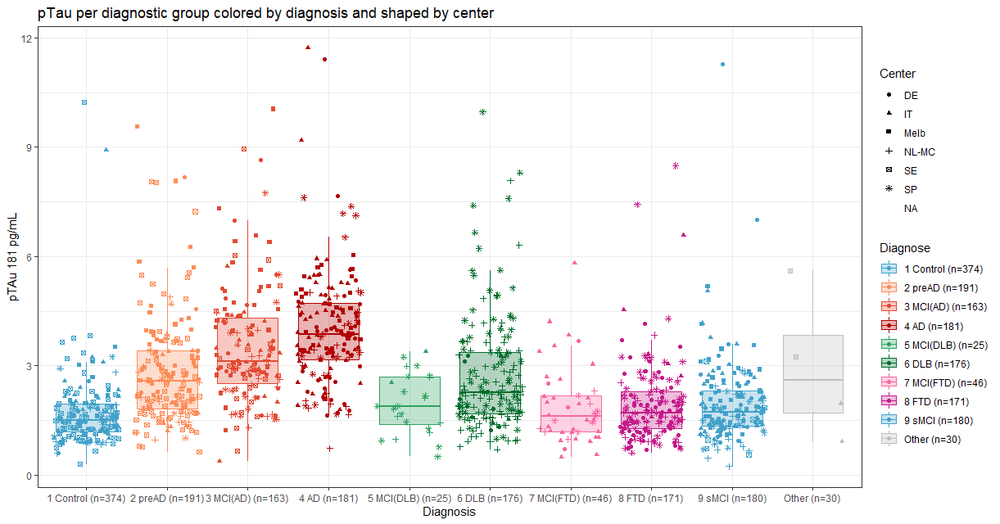 pTau per diagnostic group colored by diagnosis and shaped by center
12
9
6
3
0
pTAu 181 pg/mL
1 Control (n=374)
2 preAD (n=191)
3 MCI(AD) (n=163)
4 AD (n=181)
5 MCI(DLB) (n=25)
6 DLB (n=176)
7 MCI(FTD) (n=46)
8 FTD (n=171)
9 sMCI (n=180)
Other (n=30)
Diagnosis
Center
DE
IT
Melb
NL-MC
SE
SP
NA
Diagnose
1 Control (n=374)
2 preAD (n=191)
3 MCI(AD) (n=163)
4 AD (n=181)
5 MCI(DLB) (n=25)
6 DLB (n=176)
7 MCI(FTD) (n=46)
8 FTD (n=171)
9 sMCI (n=180)
Other (n=30)